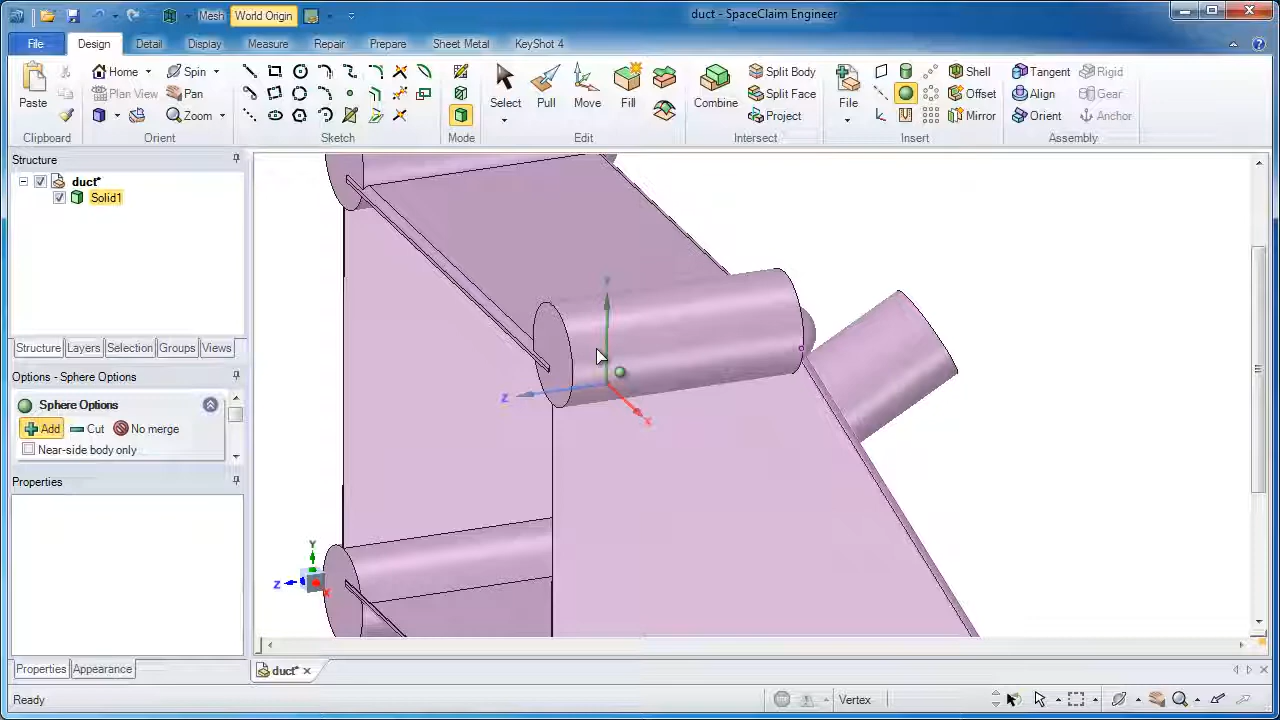 Mesh World Origin duct - SpaceClaim Engineer
File Design Detail Display Measure Repair Prepare Sheet Metal KeyShot 4
Home Spin Split Body Shell Tangent Rigid
Paste Plan View Pan Select Pull Move Fill Combine Split Face File Offset Align Gear
Zoom Project Mirror Orient Anchor
Clipboard Orient Sketch Mode Edit Intersect Insert Assembly
Structure
duct*
Solid1
Structure Layers Selection Groups Views
Options - Sphere Options
Sphere Options
Add Cut No merge
Near-side body only
Properties
Y
Z
X
Y
Z
X
Properties Appearance
duct*
Ready Vertex